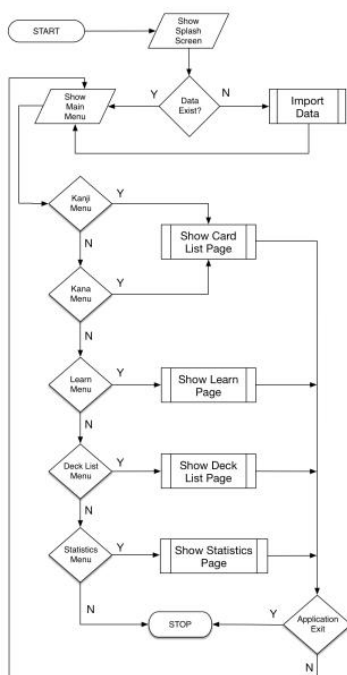 START
Show
Splash
Screen
Show
Main
Menu
Y
Data
Exist?
N
Import
Data
Kanji
Menu
Y
N
Show Card
List Page
Kana
Menu
Y
N
Learn
Menu
Y
Show Learn
Page
N
Deck List
Menu
Y
Show Deck
List Page
N
Statistics
Menu
Y
Show Statistics
Page
N
STOP
Y
Application
Exit
N